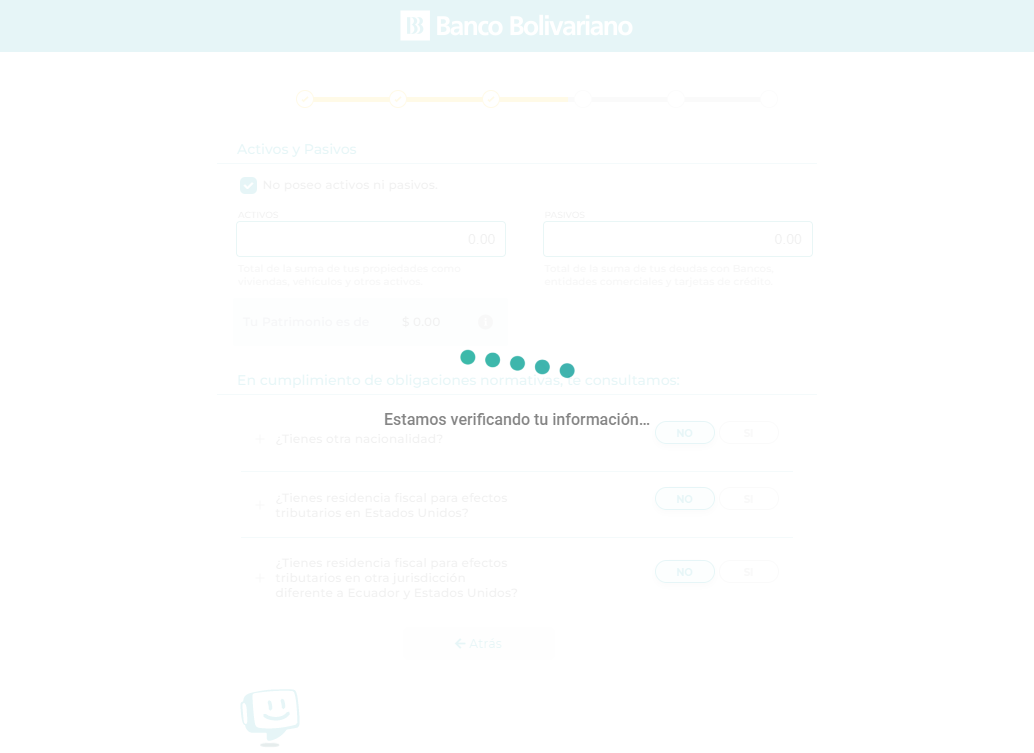 Banco Bolivariano
Activos y Pasivos
No poseo activos ni pasivos.
ACTIVOS
PASIVOS
0.00
0.00
Total de la suma de tus propiedades como:
viviendas, vehículos y otros activos.
Total de la suma de tus deudas con Bancos,
entidades comerciales y tarjetas de crédito.
Tu Patrimonio es de
$ 0.00
En cumplimiento de obligaciones normativas, te consultamos:
Estamos verificando tu información...
+ ¿Tienes otra nacionalidad?
NO
SI
+ ¿Tienes residencia fiscal para efectos
tributarios en Estados Unidos?
NO
SI
+ ¿Tienes residencia fiscal para efectos
tributarios en otra jurisdicción
diferente a Ecuador y Estados Unidos?
NO
SI
Atrás